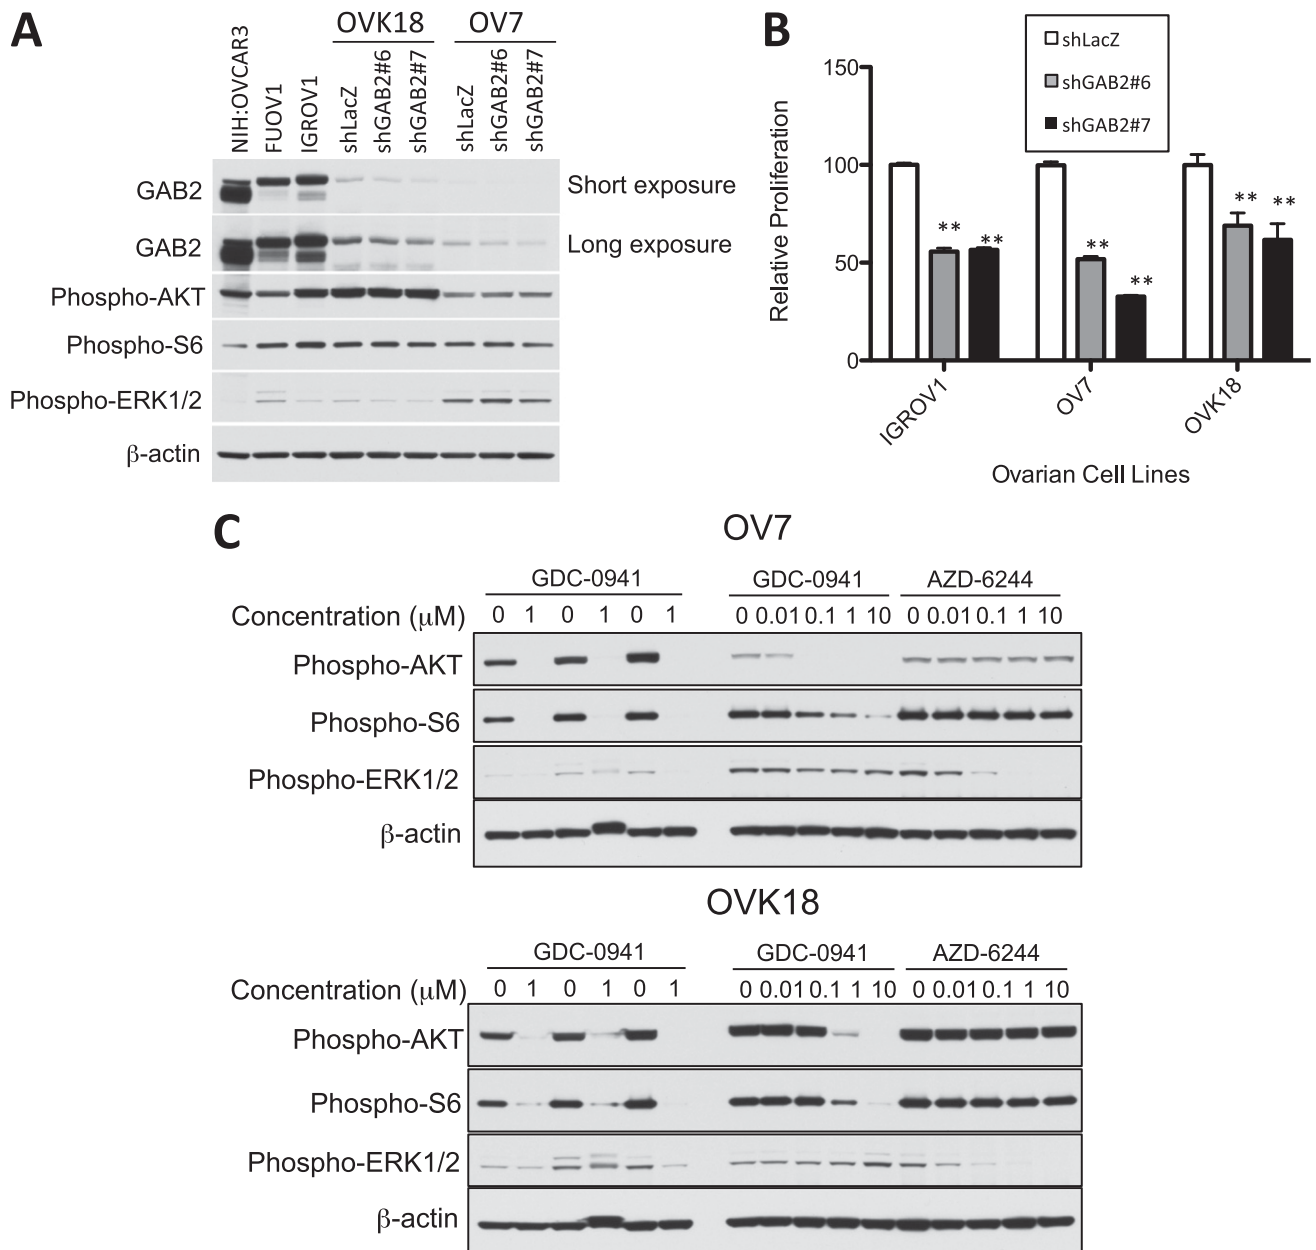 A
OVK18 OV7
NIH:OVCAR3
FUOV1
IGROV1
shLacZ
shGAB2#6
shGAB2#7
shLacZ
shGAB2#6
shGAB2#7
GAB2 Short exposure
GAB2 Long exposure
Phospho-AKT
Phospho-S6
Phospho-ERK1/2
β-actin
B
shLacZ
shGAB2#6
shGAB2#7
Relative Proliferation
150
100
50
0
** **
** **
** **
IGROV1
OV7
OVK18
Ovarian Cell Lines
C
OV7
GDC-0941 GDC-0941 AZD-6244
Concentration (μM) 0 1 0 1 0 1 0 0.01 0.1 1 10 0 0.01 0.1 1 10
Phospho-AKT
Phospho-S6
Phospho-ERK1/2
β-actin
OVK18
GDC-0941 GDC-0941 AZD-6244
Concentration (μM) 0 1 0 1 0 1 0 0.01 0.1 1 10 0 0.01 0.1 1 10
Phospho-AKT
Phospho-S6
Phospho-ERK1/2
β-actin